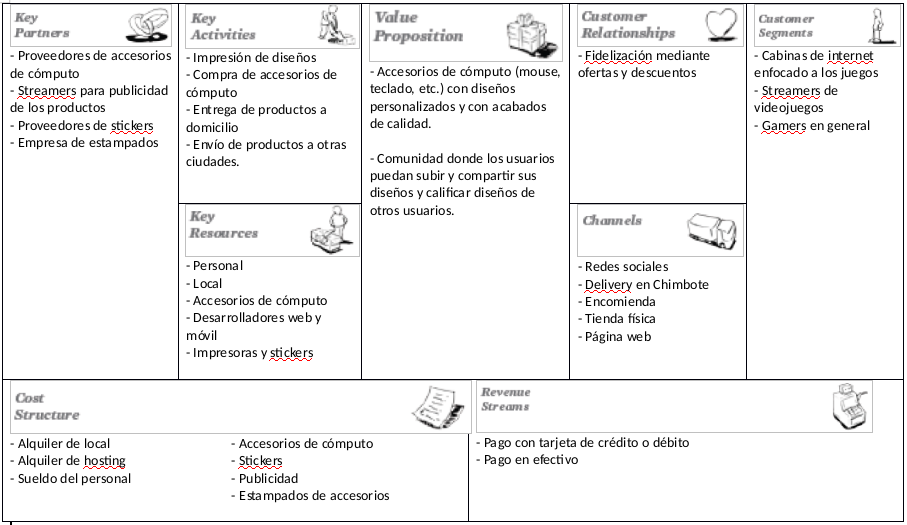 Key
Partners
- Proveedores de accesorios
de cómputo
- Streamers para publicidad
de los productos
- Proveedores de stickers
- Empresa de estampados
Key
Activities
- Impresión de diseños
- Compra de accesorios de
cómputo
- Entrega de productos a
domicilio
- Envío de productos a otras
ciudades.
Key
Resources
- Personal
- Local
- Accesorios de cómputo
- Desarrolladores web y
móvil
- Impresoras y stickers
Value
Proposition
- Accesorios de cómputo (mouse,
teclado, etc.) con diseños
personalizados y con acabados
de calidad.
- Comunidad donde los usuarios
puedan subir y compartir sus
diseños y calificar diseños de
otros usuarios.
Customer
Relationships
- Fidelización mediante
ofertas y descuentos
Channels
- Redes sociales
- Delivery en Chimbote
- Encomienda
- Tienda física
- Página web
Customer
Segments
- Cabinas de internet
enfocado a los juegos
- Streamers de
videojuegos
- Gamers en general
Cost
Structure
- Alquiler de local
- Alquiler de hosting
- Sueldo del personal
- Accesorios de cómputo
- Stickers
- Publicidad
- Estampados de accesorios
Revenue
Streams
- Pago con tarjeta de crédito o débito
- Pago en efectivo